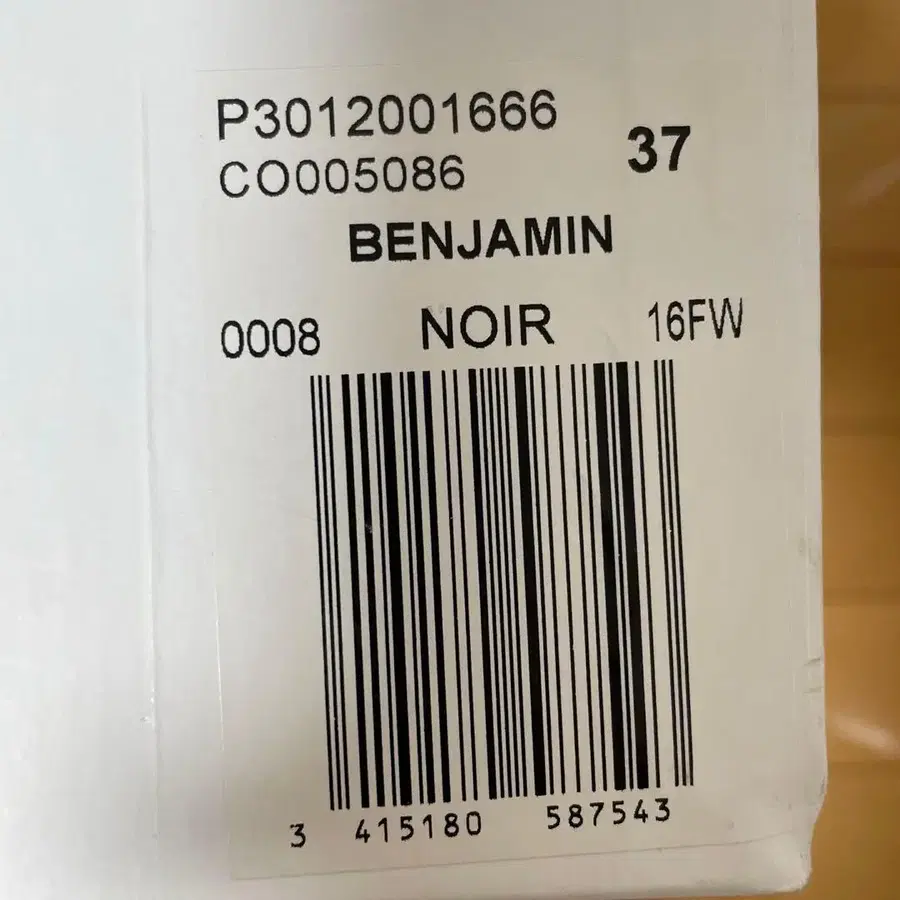 P3012001666
CO005086 37
BENJAMIN
0008 NOIR 16FW
3 415180 587543